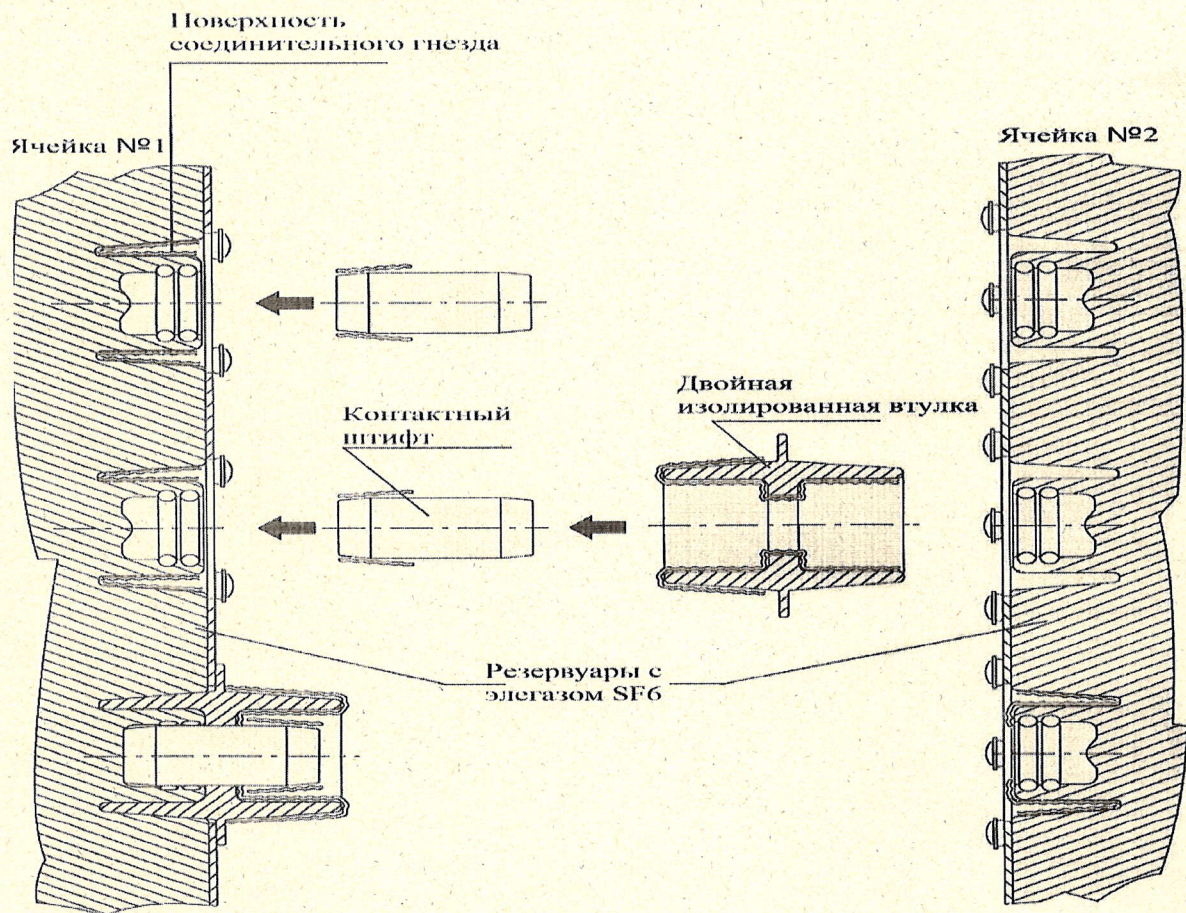 Поверхность
соединительного гнезда
Ячейка №1
Ячейка №2
Двойная
изолированная втулка
Контактный
штифт
Резервуары с
элегазом SF6